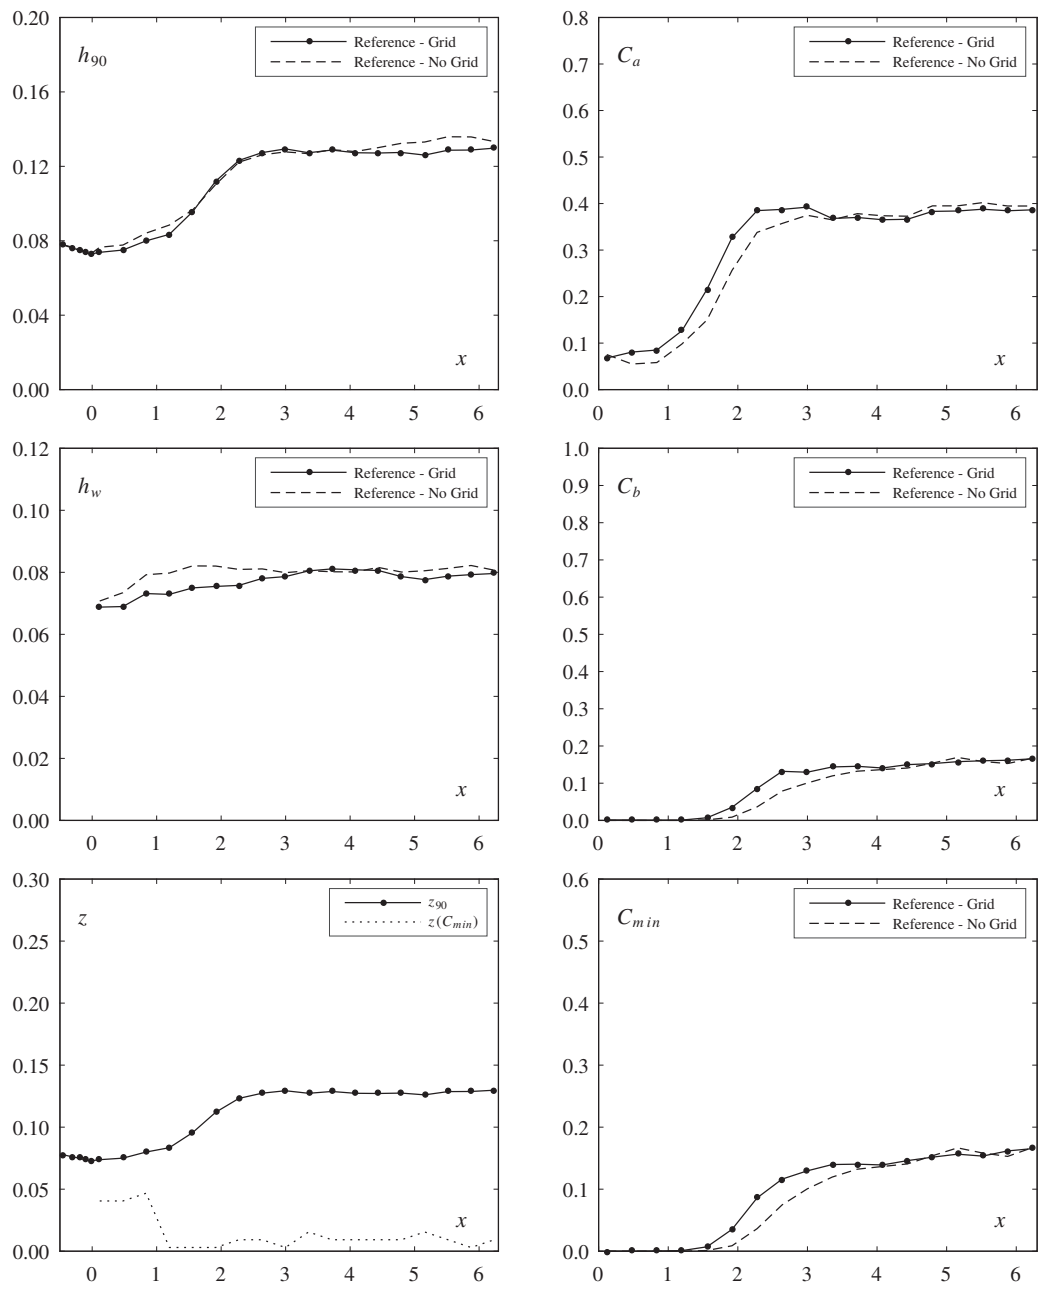 0.20
0.16
0.12
0.08
0.04
0.00
h90
Reference - Grid
Reference - No Grid
x
0 1 2 3 4 5 6
0.8
0.7
0.6
0.5
0.4
0.3
0.2
0.1
0.0
Ca
Reference - Grid
Reference - No Grid
x
0 1 2 3 4 5 6
0.12
0.10
0.08
0.06
0.04
0.02
0.00
hw
Reference - Grid
Reference - No Grid
x
0 1 2 3 4 5 6
1.0
0.9
0.8
0.7
0.6
0.5
0.4
0.3
0.2
0.1
0.0
Cb
Reference - Grid
Reference - No Grid
x
0 1 2 3 4 5 6
0.30
0.25
0.20
0.15
0.10
0.05
0.00
z
z90
z(Cmin)
x
0 1 2 3 4 5 6
0.6
0.5
0.4
0.3
0.2
0.1
0.0
Cmin
Reference - Grid
Reference - No Grid
x
0 1 2 3 4 5 6